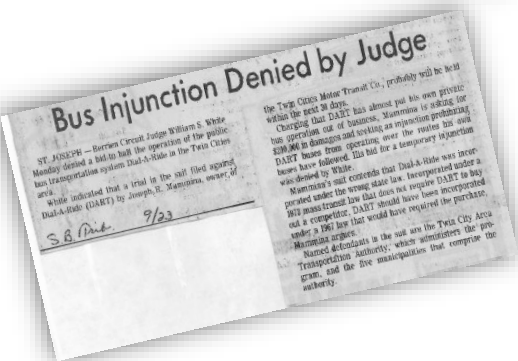 Bus Injunction Denied by Judge
ST. JOSEPH — Berrien Circuit Judge William S. White
Monday denied a bid to halt the operation of the public
bus transportation system Dial-A-Ride in the Twin Cities
area.
White indicated that a trial in the suit filed against
Dial-A-Ride (DART) by Joseph R. Mammina, owner of
S B Trib. 9/23
the Twin Cities Motor Transit Co., probably will be held
within the next 30 days.
Charging that DART has almost put his own private
bus operation out of business, Mammina is asking for
in damages and seeking an injunction prohibiting
DART buses from operating over the routes his own
buses have followed. His bid for a temporary injunction
was denied by White.
Mammina's suit contends Dial-A-Ride was incor-
porated under the wrong state law. Incorporated under a
mass transit law that does not require DART to buy
out a competitor, DART should have been incorporated
under a 1967 law that would have required the purchase,
Mammina argues.
Named defendants in the suit are the Twin City Area
Transportation Authority, which administers the pro-
gram, and the five municipalities that comprise the
authority.